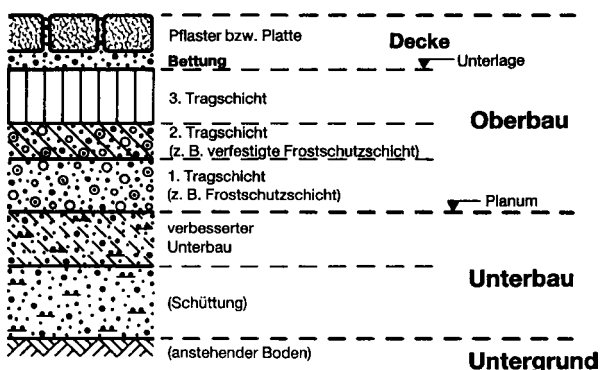 Pflaster bzw. Platte
Decke
Bettung
Unterlage
3. Tragschicht
Oberbau
2. Tragschicht
(z. B. verfestigte Frostschutzschicht)
1. Tragschicht
(z. B. Frostschutzschicht)
Planum
verbesserter
Unterbau
Unterbau
(Schüttung)
(anstehender Boden)
Untergrund